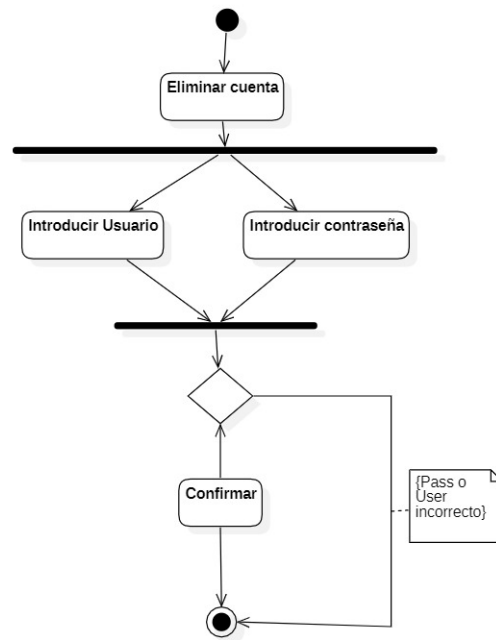 Eliminar cuenta
Introducir Usuario
Introducir contraseña
Confirmar
{Pass o
User
incorrecto}